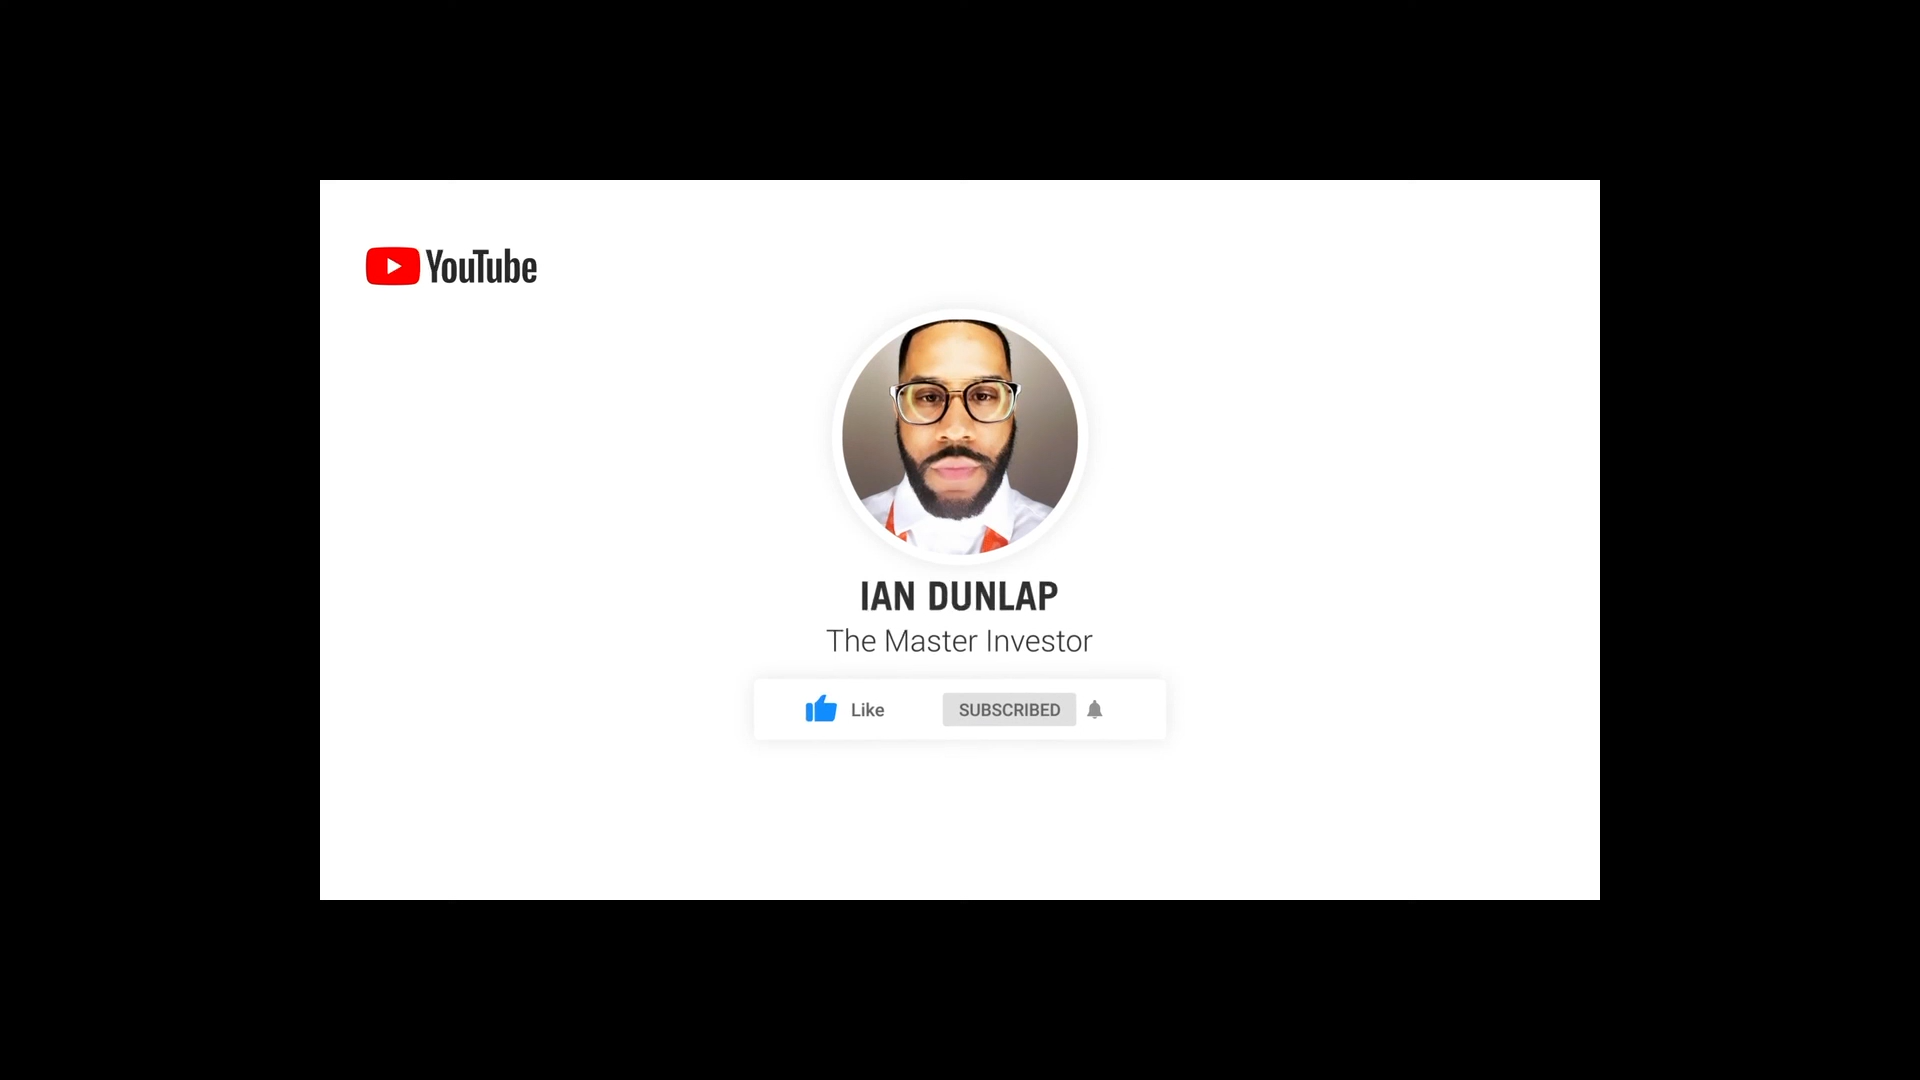 YouTube
IAN DUNLAP
The Master Investor
Like
SUBSCRIBED